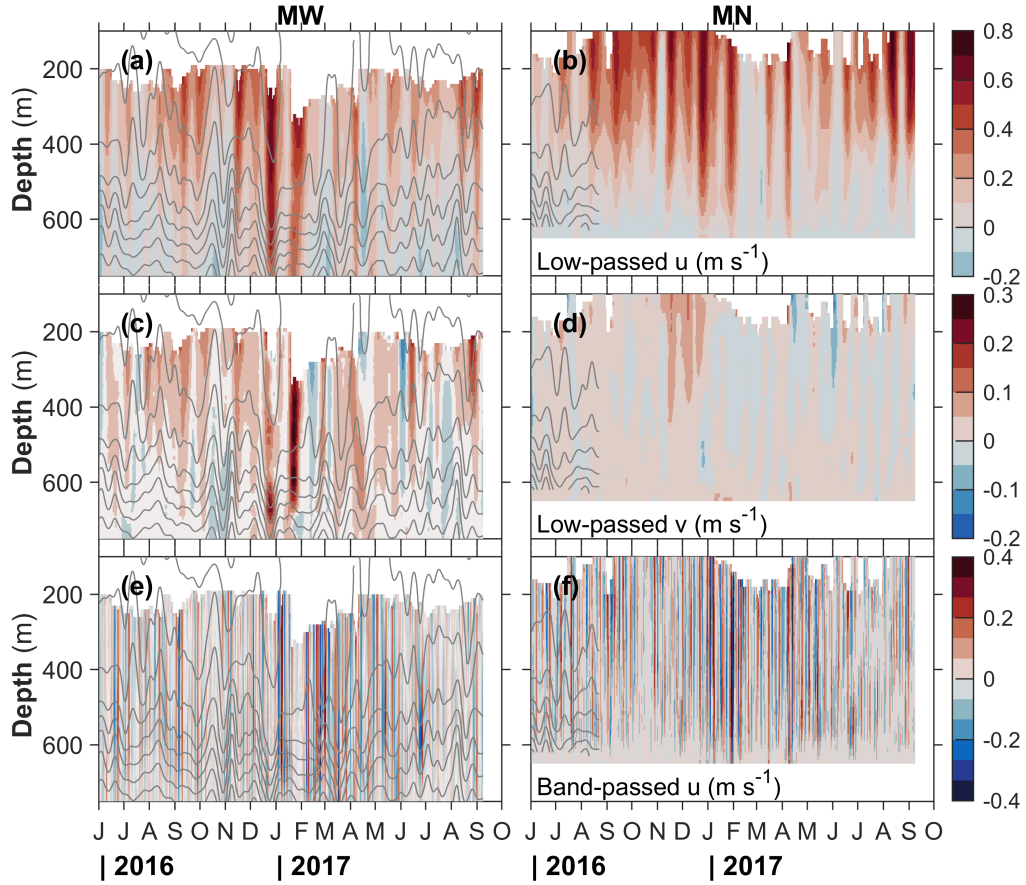 MW MN
(a) (b) 0.8
200 0.6
400 0.4
0.2
600 0
Low-passed u (m s-1) -0.2
Depth (m)
J J A S O N D J F M A M J J A S O J J A S O N D J F M A M J J A S O
(c) (d) 0.3
200 0.2
400 0.1
0
600 -0.1
Low-passed v (m s-1) -0.2
Depth (m)
(e) (f) 0.4
200 0.2
400 0
600 -0.2
Band-passed u (m s-1) -0.4
Depth (m)
J J A S O N D J F M A M J J A S O J J A S O N D J F M A M J J A S O
| 2016 | 2017 | 2016 | 2017